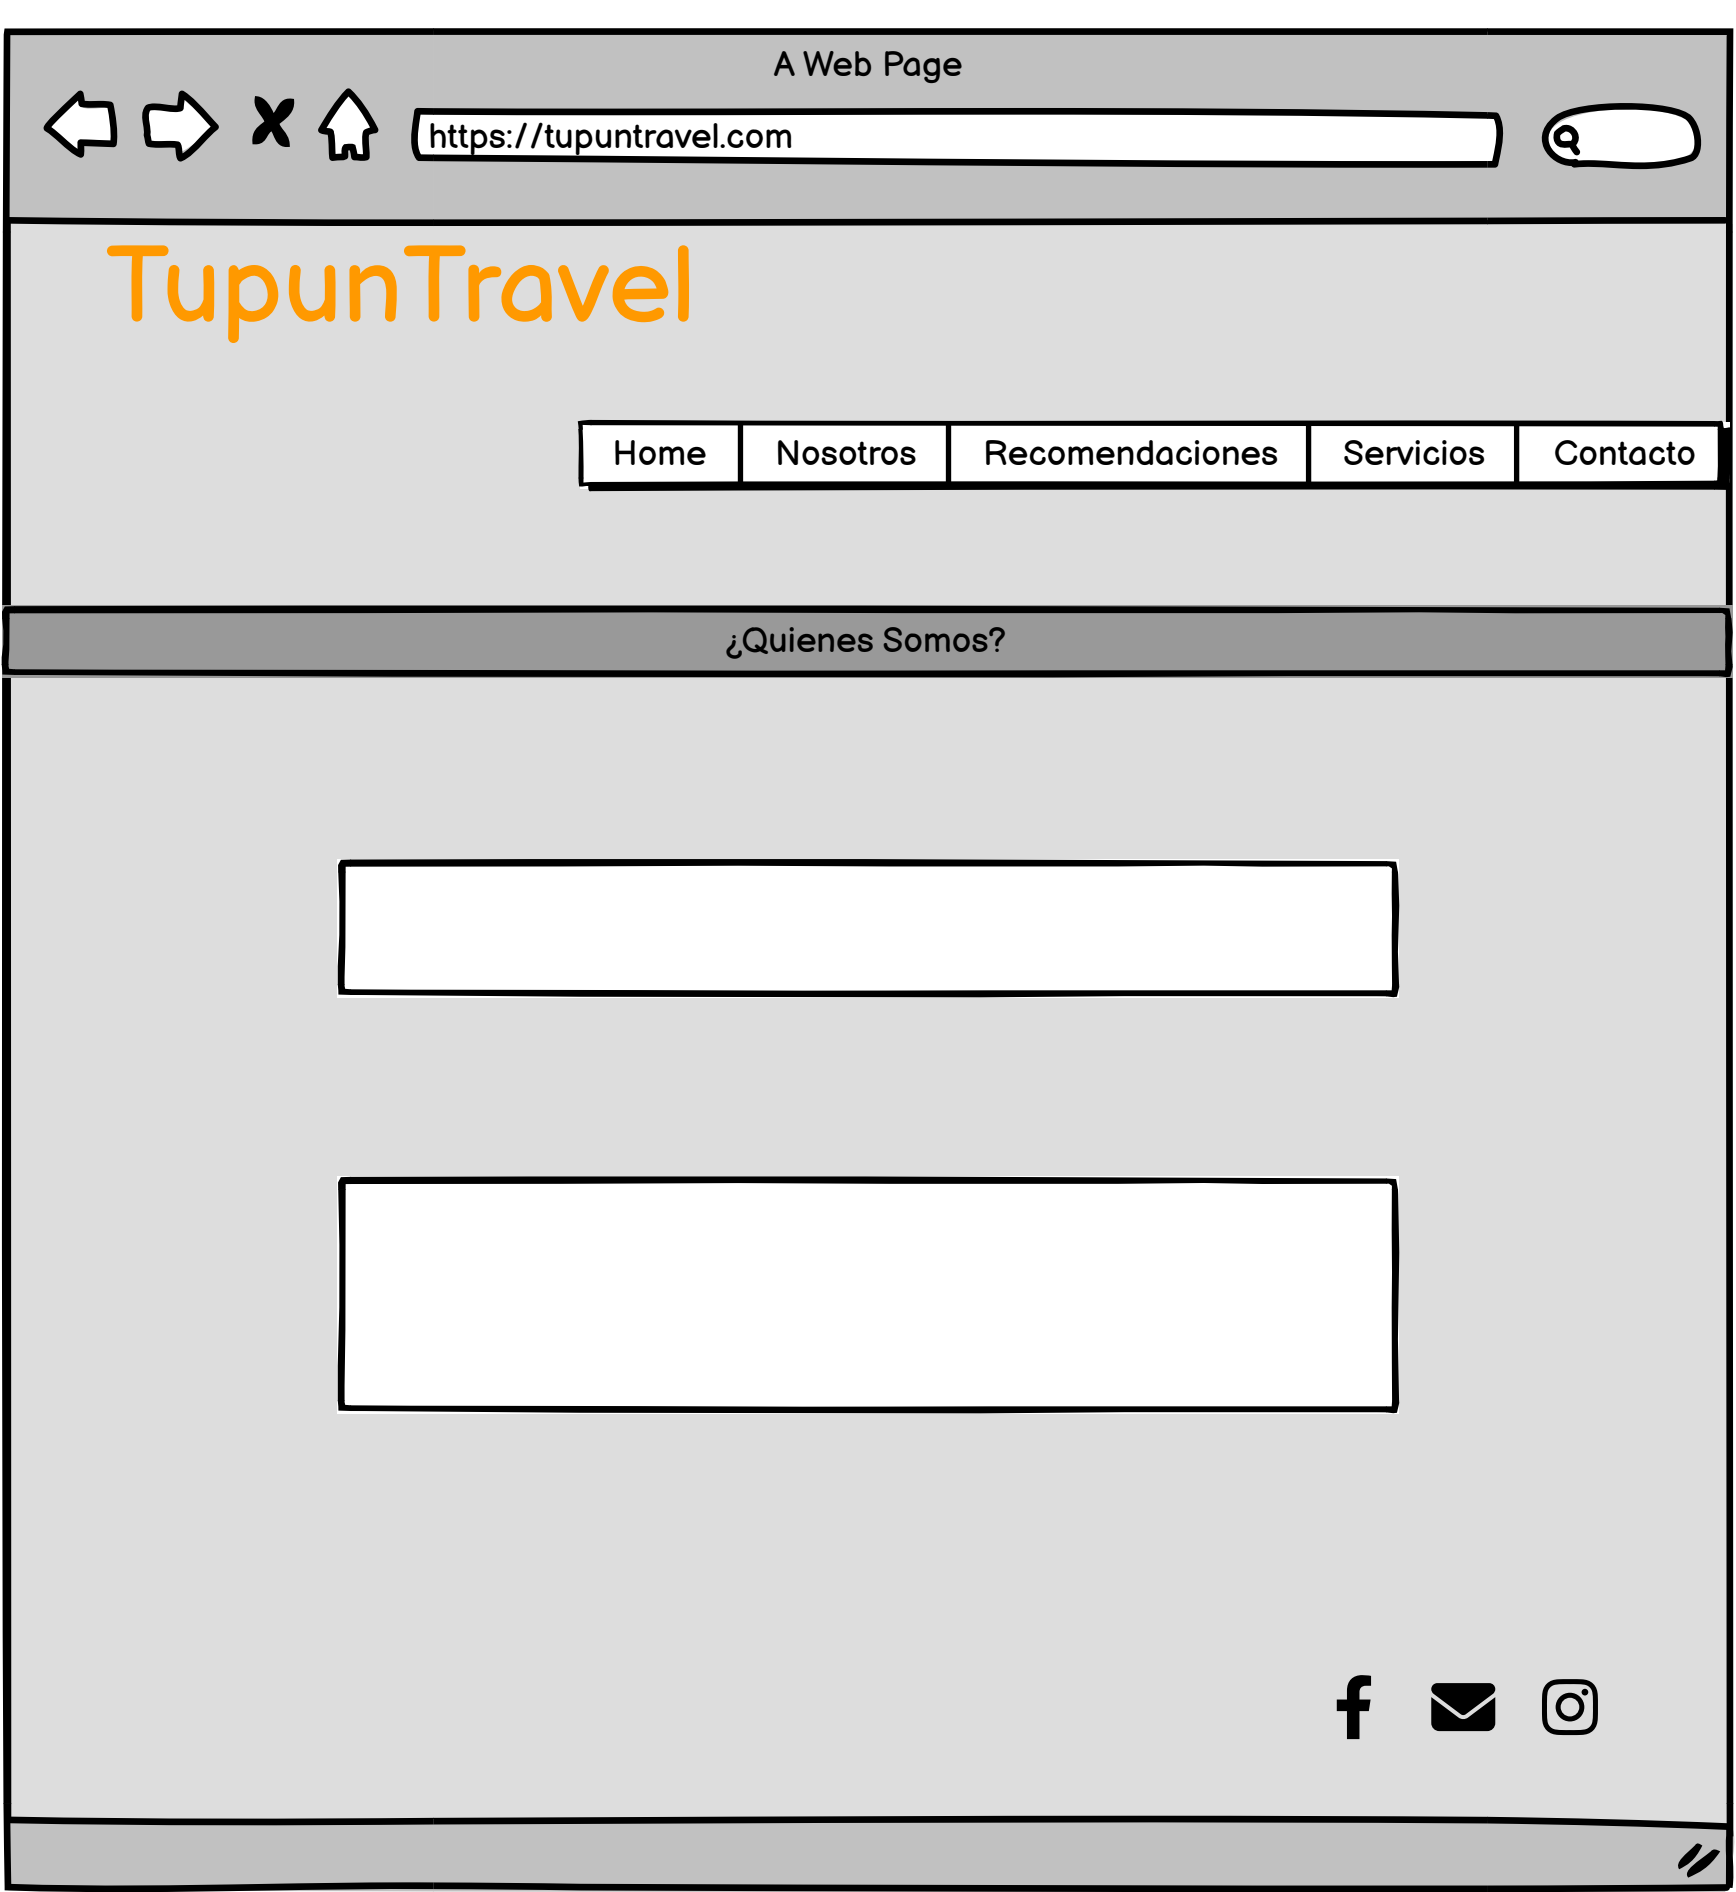 A Web Page
https://tupuntravel.com
TupunTravel
Home Nosotros Recomendaciones Servicios Contacto
¿Quienes Somos?